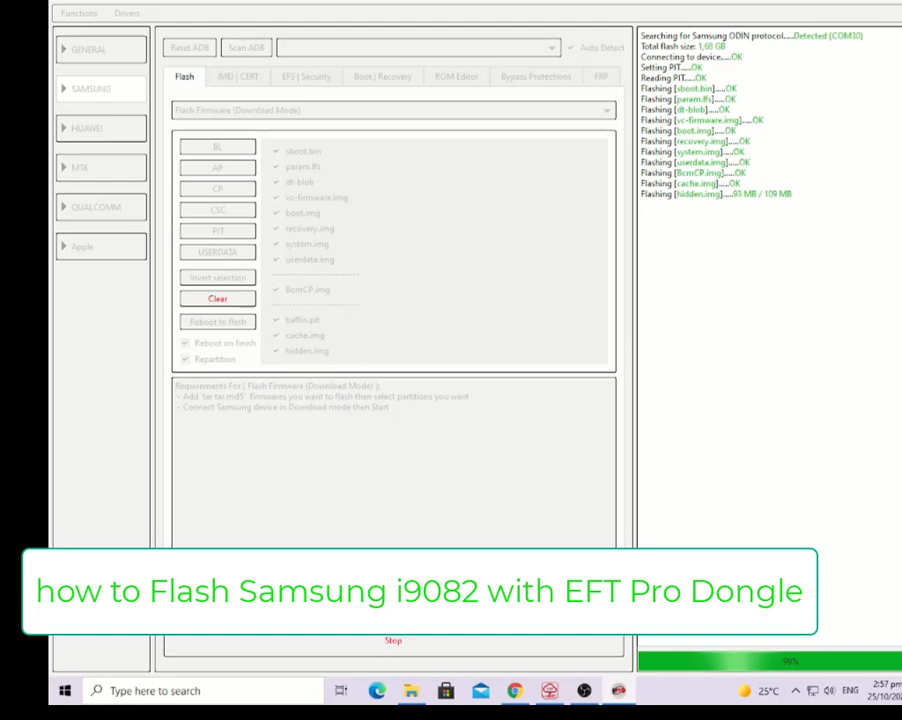 Functions Drivers
GENERAL
SAMSUNG
HUAWEI
MTK
QUALCOMM
Apple
Reset ADB Scan ADB Auto Detect
Flash IMEI | CERT EFS | Security Boot | Recovery ROM Editor Bypass Protections FRP
Flash Firmware (Download Mode)
BL
AP
CP
CSC
PIT
USERDATA
Invert selection
Clear
Reboot to flash
Reboot on finish
Repartition
sboot.bin
param.lfs
dt-blob
vc-firmware.img
boot.img
recovery.img
system.img
userdata.img
--------------------
BcmCP.img
--------------------
baffin.pit
cache.img
hidden.img
Requirements For [ Flash Firmware (Download Mode) ],
- Add 'tar tar.md5' firmwares you want to flash then select partitions you want
- Connect Samsung device in Download mode then Start
Stop
Searching for Samsung ODIN protocol.....Detected (COM30)
Total flash size: 1,68 GB
Connecting to device.....OK
Setting PIT.....OK
Reading PIT.....OK
Flashing [sboot.bin].....OK
Flashing [param.lfs].....OK
Flashing [dt-blob].....OK
Flashing [vc-firmware.img].....OK
Flashing [boot.img].....OK
Flashing [recovery.img].....OK
Flashing [system.img].....OK
Flashing [userdata.img].....OK
Flashing [BcmCP.img].....OK
Flashing [cache.img].....OK
Flashing [hidden.img].....93 MB / 109 MB
99%
how to Flash Samsung i9082 with EFT Pro Dongle
Type here to search
25°C ENG
2:57 pm
25/10/20